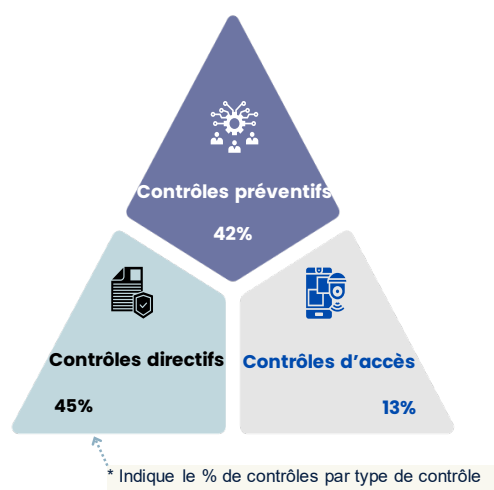 Contrôles préventifs
42%
Contrôles directifs
45%
Contrôles d’accès
13%
* Indique le % de contrôles par type de contrôle